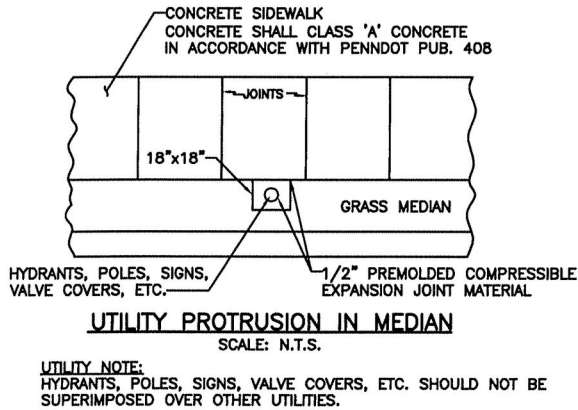 CONCRETE SIDEWALK
CONCRETE SHALL CLASS 'A' CONCRETE
IN ACCORDANCE WITH PENNDOT PUB. 408
JOINTS
18"x18"
GRASS MEDIAN
HYDRANTS, POLES, SIGNS,
VALVE COVERS, ETC.
1/2" PREMOLDED COMPRESSIBLE
EXPANSION JOINT MATERIAL
UTILITY PROTRUSION IN MEDIAN
SCALE: N.T.S.
UTILITY NOTE:
HYDRANTS, POLES, SIGNS, VALVE COVERS, ETC. SHOULD NOT BE
SUPERIMPOSED OVER OTHER UTILITIES.